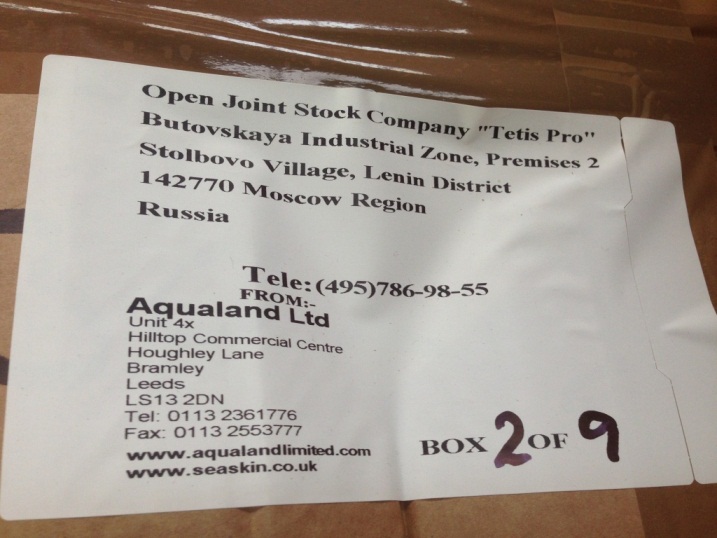 Open Joint Stock Company "Tetis Pro"
Butovskaya Industrial Zone, Premises 2
Stolbovo Village, Lenin District
142770 Moscow Region
Russia
Tele:(495)786-98-55
FROM:-
Aqualand Ltd
Unit 4x
Hilltop Commercial Centre
Houghley Lane
Bramley
Leeds
LS13 2DN
Tel: 0113 2361776
Fax: 0113 2553777
www.aqualandlimited.com
www.seaskin.co.uk
BOX 2 OF 9